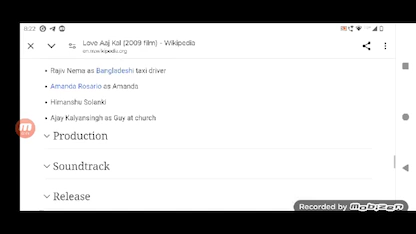 8:22
Love Aaj Kal (2009 film) - Wikipedia
en.m.wikipedia.org
• Rajiv Nema as Bangladeshi taxi driver
• Amanda Rosario as Amanda
• Himanshu Solanki
• Ajay Kalyansingh as Guy at church
Production
Soundtrack
Release
Recorded by Mobizen